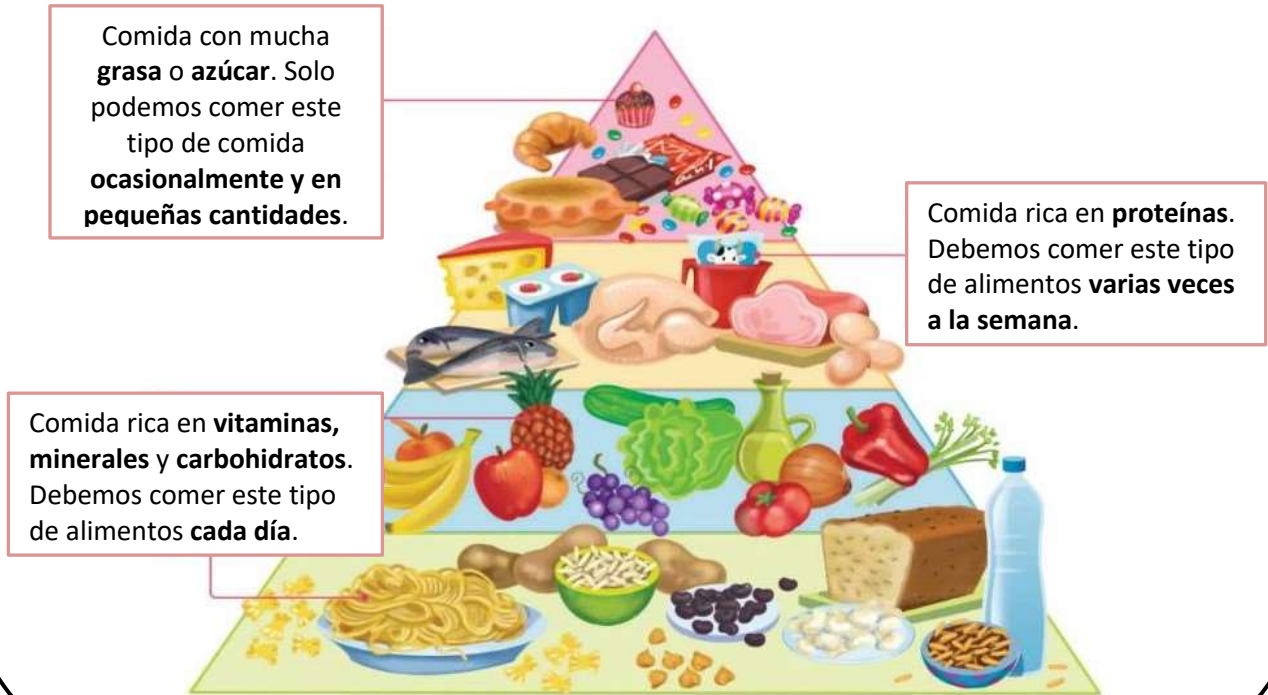 Comida con mucha
grasa o azúcar. Solo
podemos comer este
tipo de comida
ocasionalmente y en
pequeñas cantidades.
Comida rica en proteínas.
Debemos comer este tipo
de alimentos varias veces
a la semana.
Comida rica en vitaminas,
minerales y carbohidratos.
Debemos comer este tipo
de alimentos cada día.